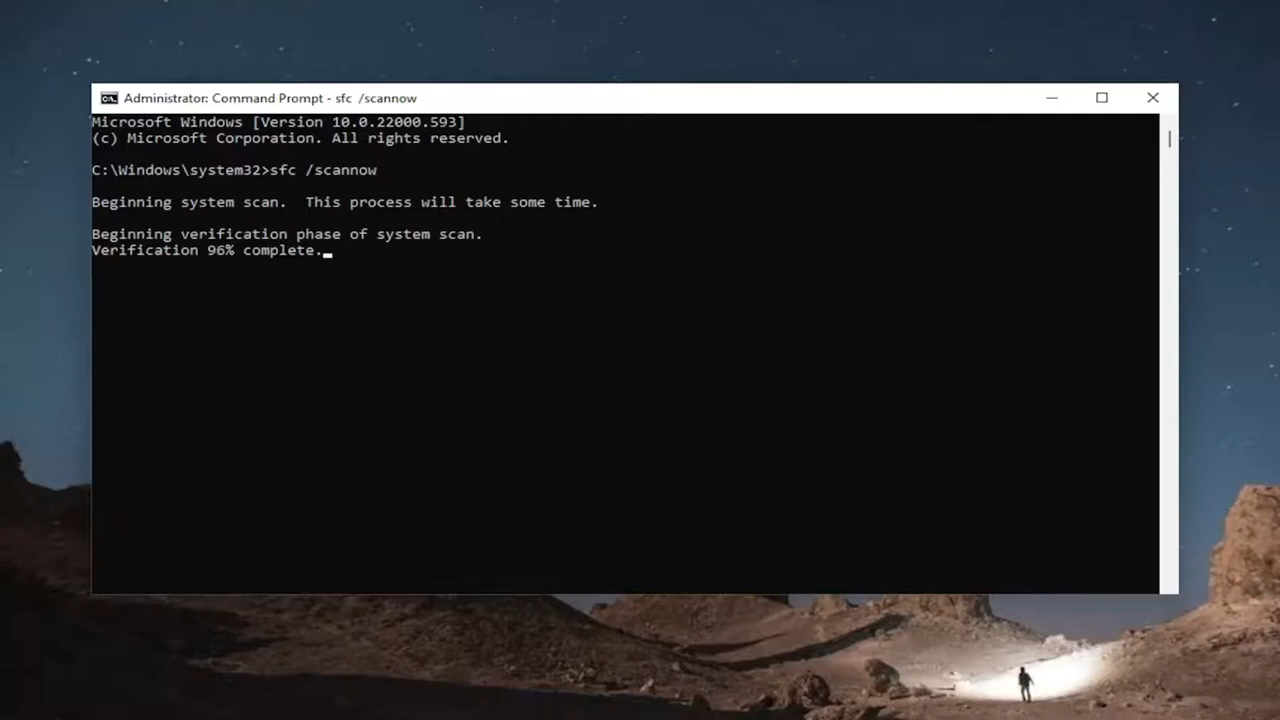 Administrator: Command Prompt - sfc /scannow
Microsoft Windows [Version 10.0.22000.593]
(c) Microsoft Corporation. All rights reserved.
C:\Windows\system32>sfc /scannow
Beginning system scan.  This process will take some time.
Beginning verification phase of system scan.
Verification 96% complete.